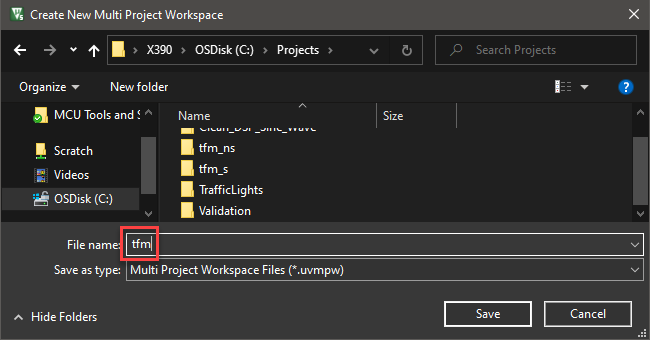 Create New Multi Project Workspace
X390 > OSDisk (C:) > Projects >
Search Projects
Organize New folder
Name Size
MCU Tools and S
Scratch
Videos
OSDisk (C:)
Clean_DSP_Sine_Wave
tfm_ns
tfm_s
TrafficLights
Validation
File name: tfm
Save as type: Multi Project Workspace Files (*.uvmpw)
Hide Folders
Save Cancel